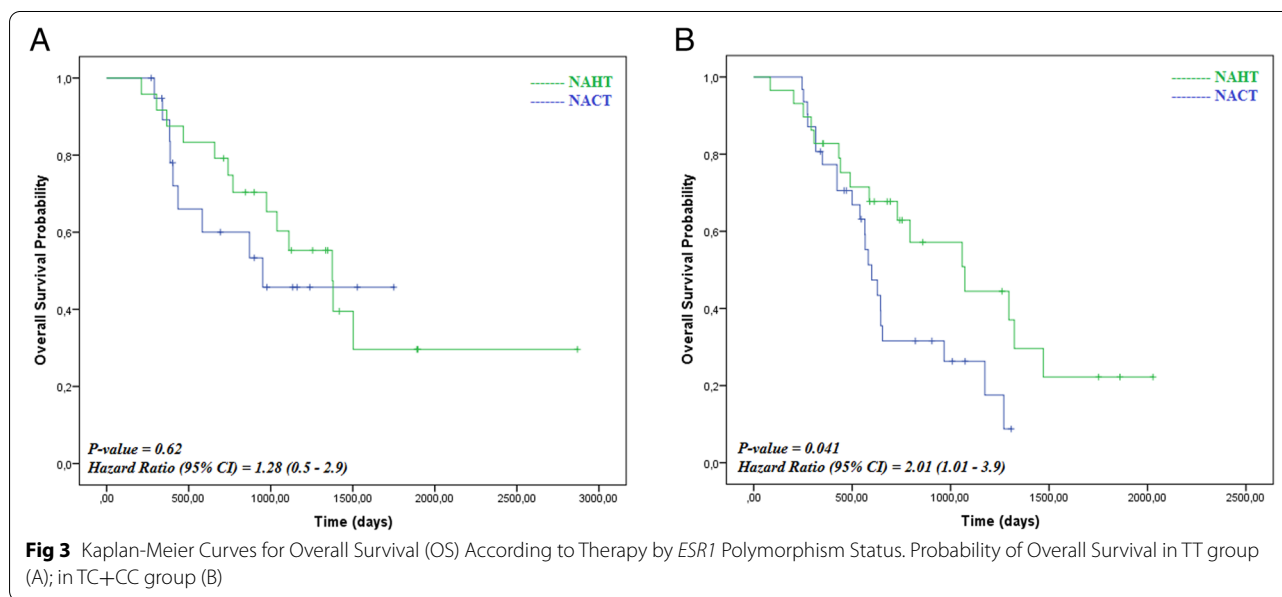 A
NAHT
NACT
Overall Survival Probability
1,0
0,8
0,6
0,4
0,2
0,0
P-value = 0.62
Hazard Ratio (95% CI) = 1.28 (0.5 - 2.9)
,00 500,00 1000,00 1500,00 2000,00 2500,00 3000,00
Time (days)
B
NAHT
NACT
Overall Survival Probability
1,0
0,8
0,6
0,4
0,2
0,0
P-value = 0.041
Hazard Ratio (95% CI) = 2.01 (1.01 - 3.9)
,00 500,00 1000,00 1500,00 2000,00 2500,00
Time (days)
Fig 3 Kaplan-Meier Curves for Overall Survival (OS) According to Therapy by ESR1 Polymorphism Status. Probability of Overall Survival in TT group
(A); in TC+CC group (B)